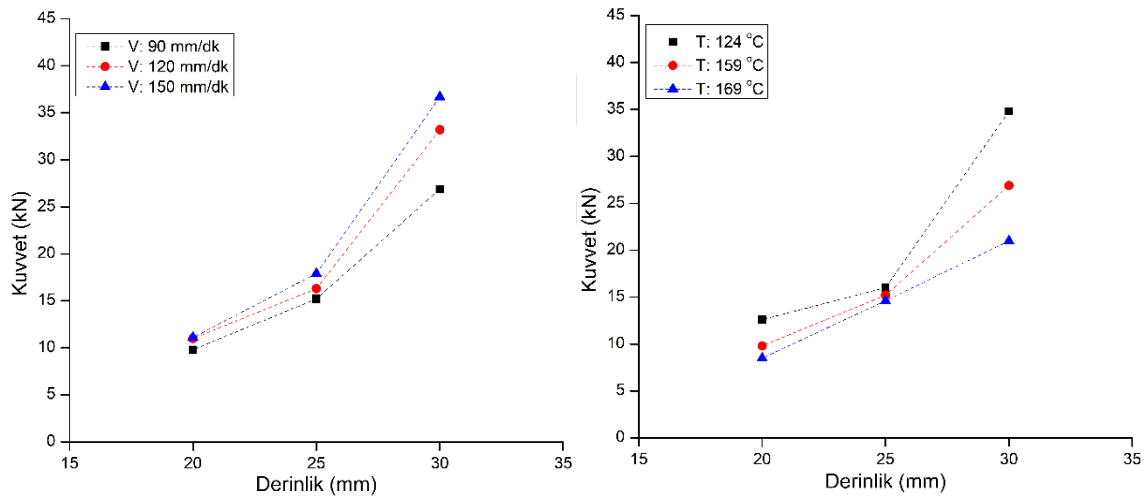 45
40
35
30
25
20
15
10
5
0
Kuvvet (kN)
V: 90 mm/dk
V: 120 mm/dk
V: 150 mm/dk
15 20 25 30 35
Derinlik (mm)
45
40
35
30
25
20
15
10
5
0
Kuvvet (kN)
T: 124 °C
T: 159 °C
T: 169 °C
15 20 25 30 35
Derinlik (mm)